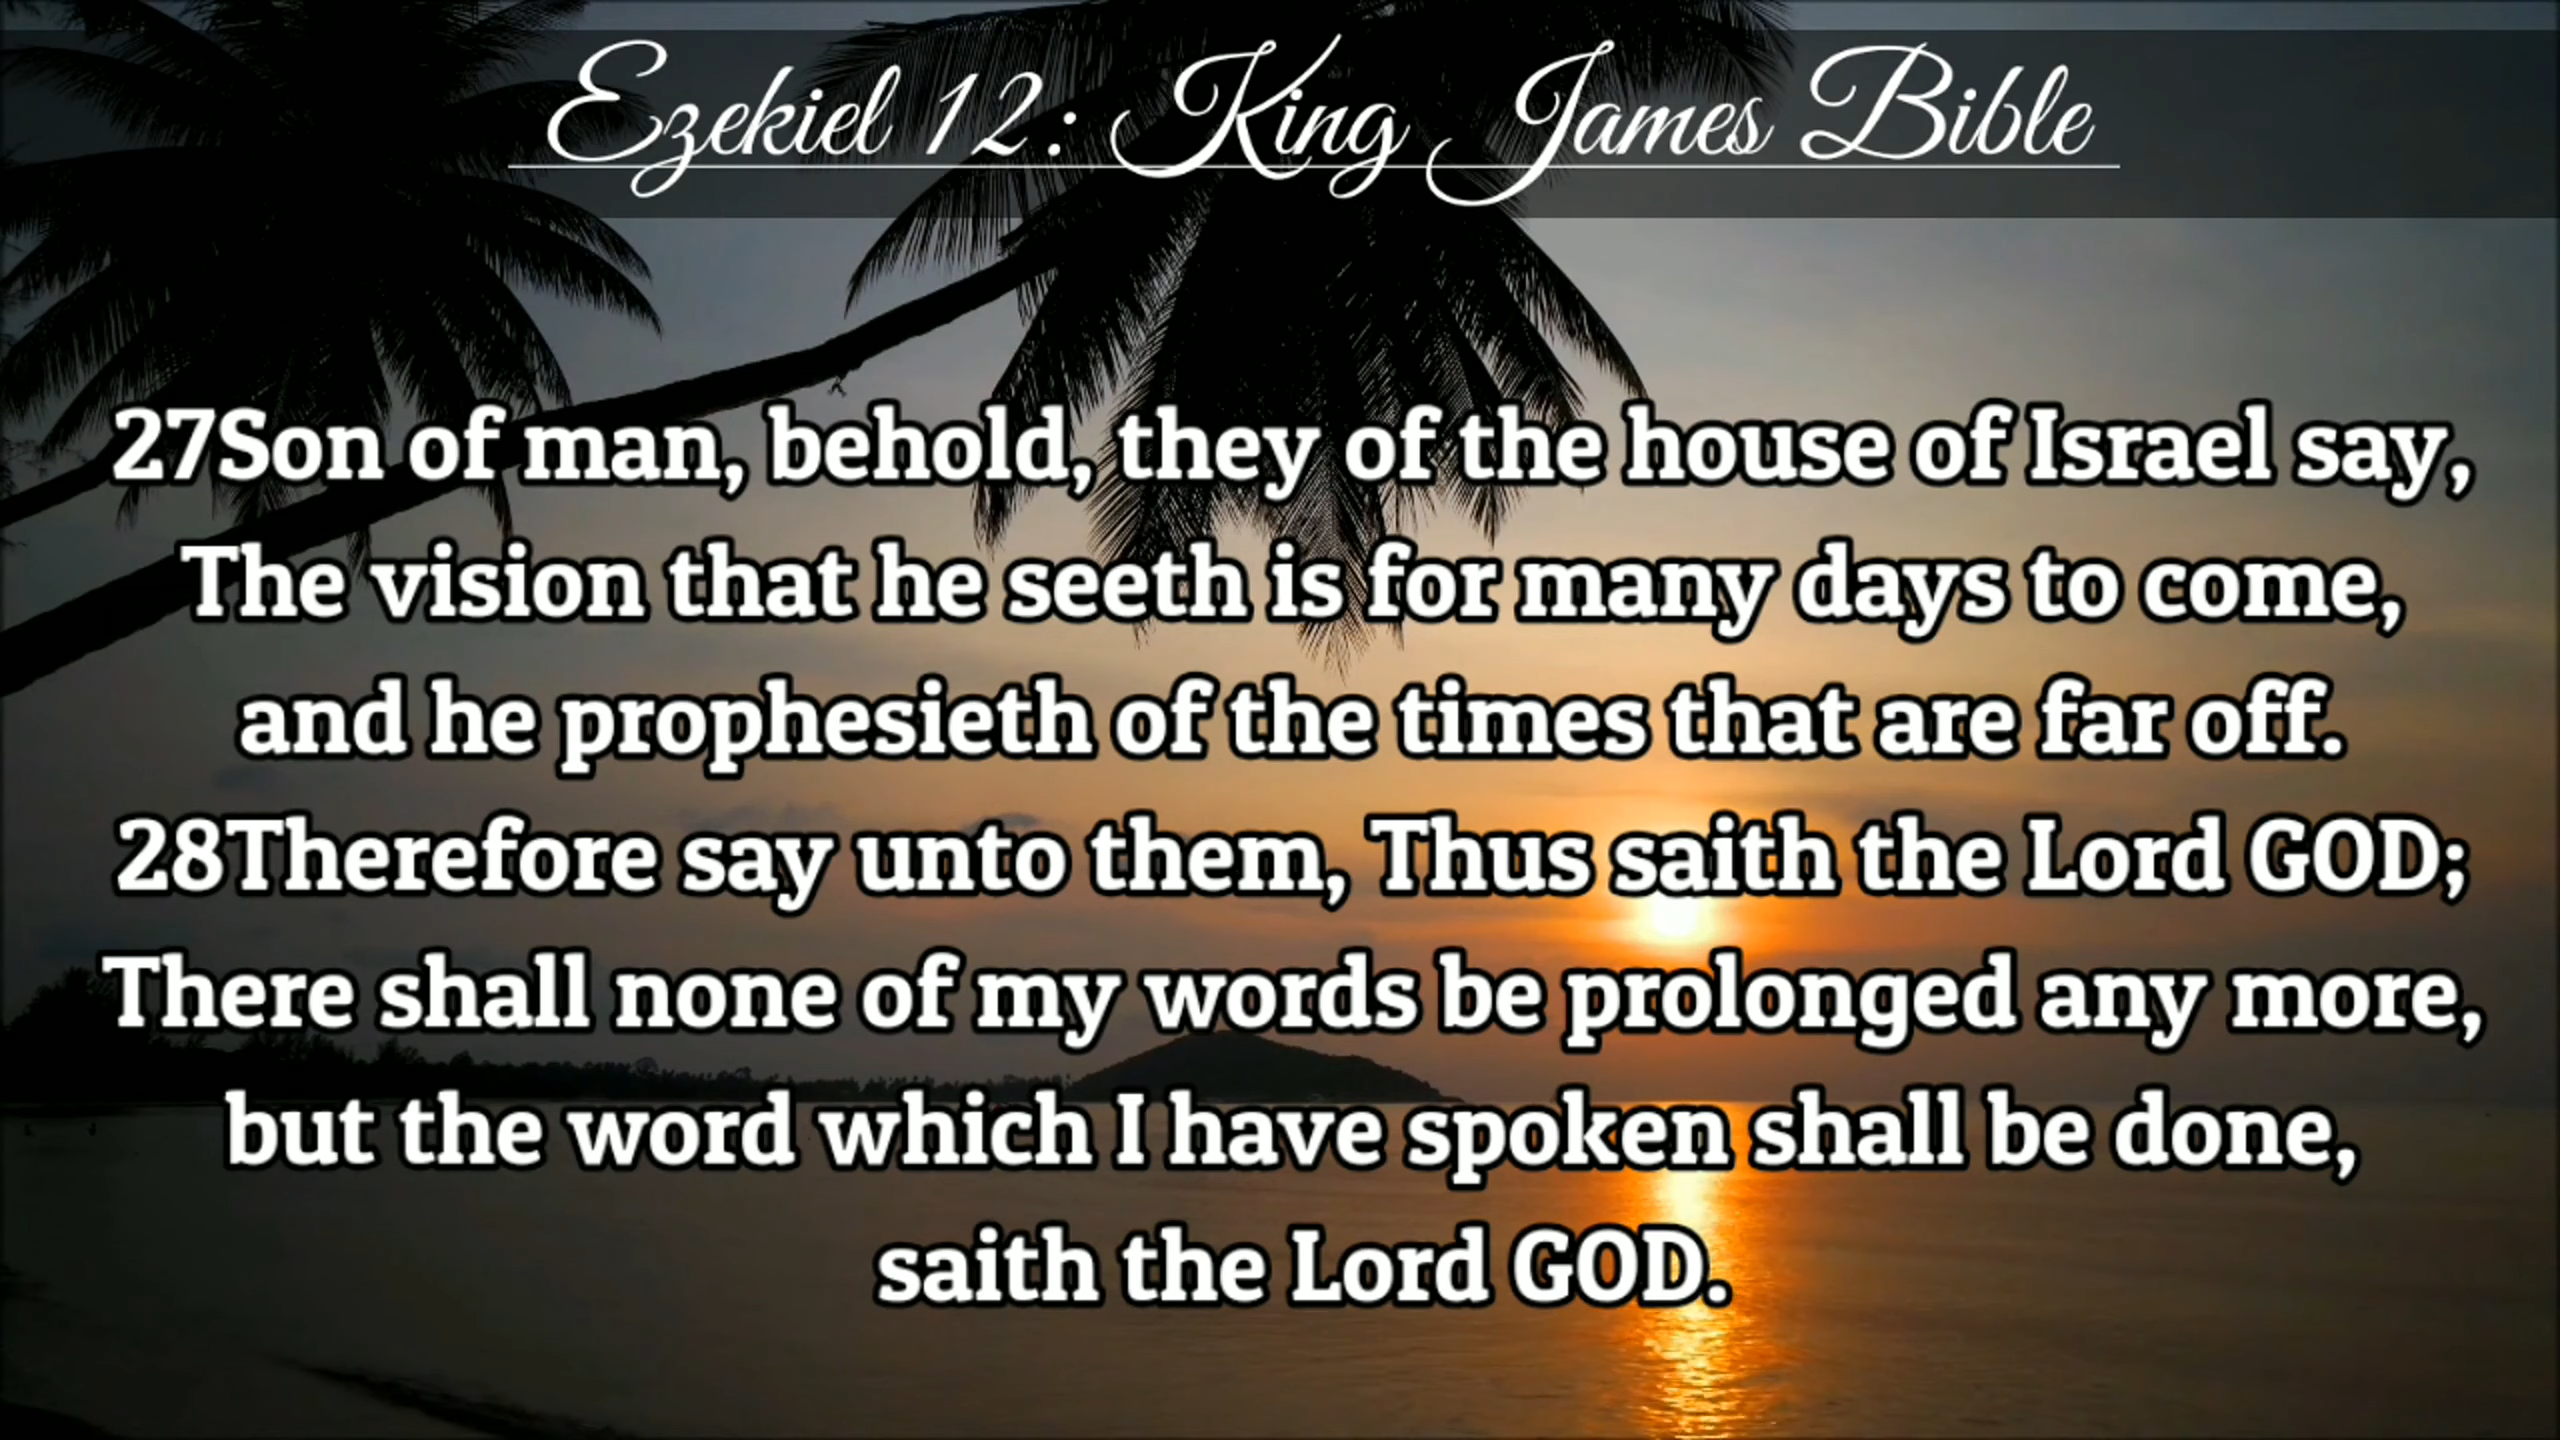 Ezekiel 12: King James Bible
27Son of man, behold, they of the house of Israel say,
The vision that he seeth is for many days to come,
and he prophesieth of the times that are far off.
28Therefore say unto them, Thus saith the Lord GOD;
There shall none of my words be prolonged any more,
but the word which I have spoken shall be done,
saith the Lord GOD.